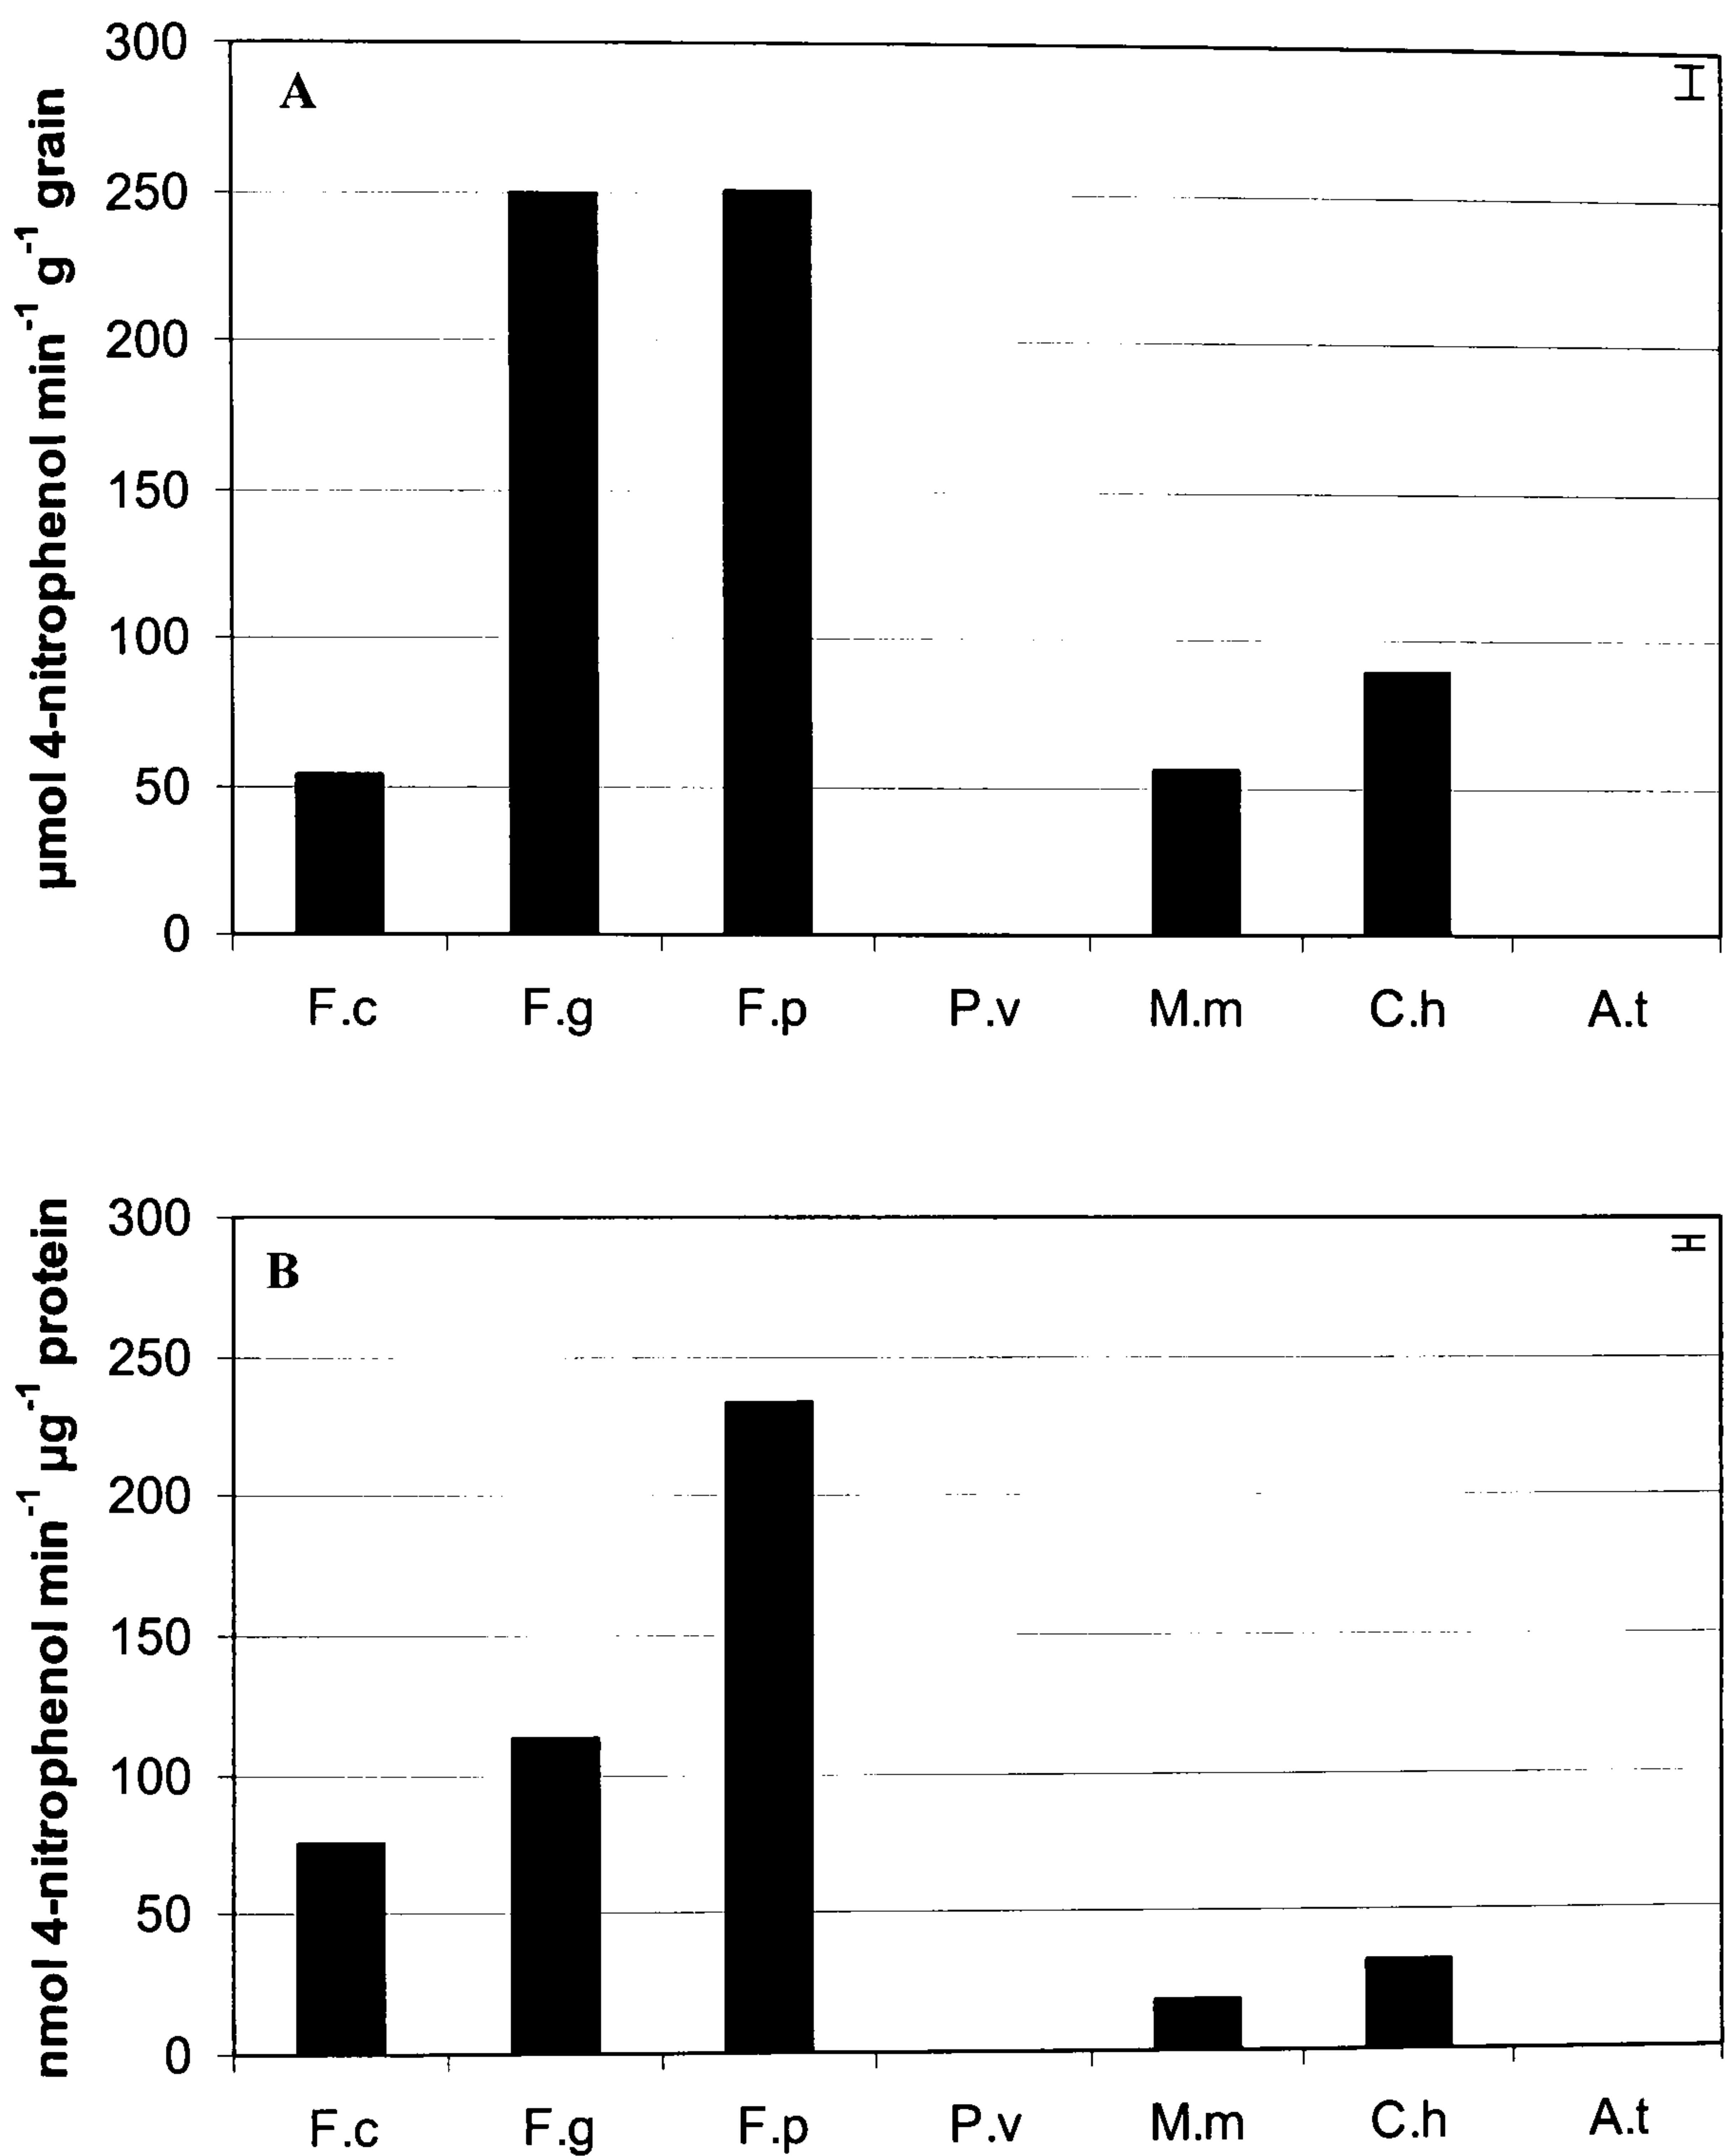 A
µmol 4-nitrophenol min⁻¹ g⁻¹ grain
300
250
200
150
100
50
0
F.c F.g F.p P.v M.m C.h A.t
B
nmol 4-nitrophenol min⁻¹ µg⁻¹ protein
300
250
200
150
100
50
0
F.c F.g F.p P.v M.m C.h A.t